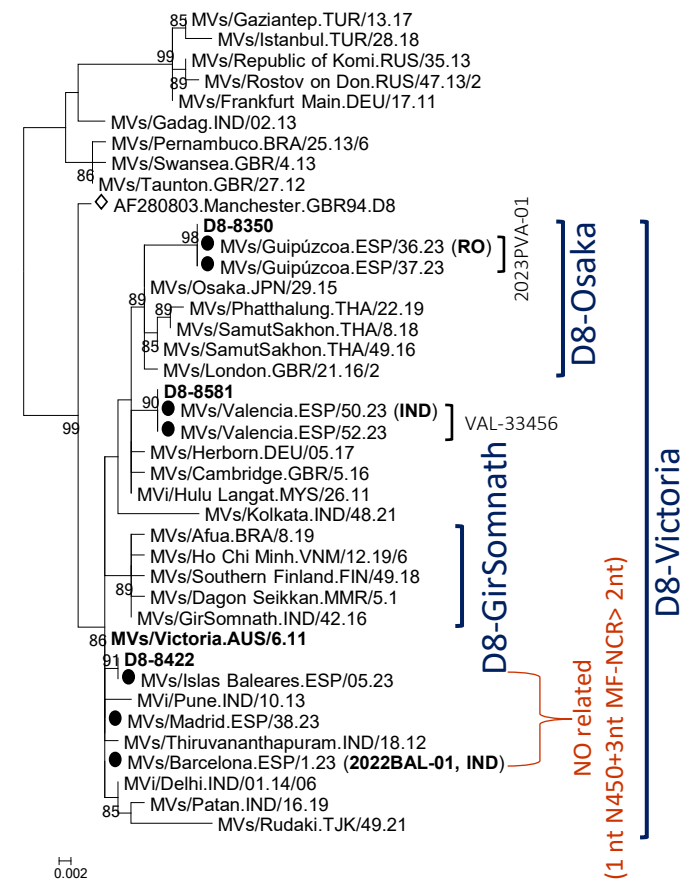 85
MVs/Gaziantep.TUR/13.17
MVs/Istanbul.TUR/28.18
99
MVs/Republic of Komi.RUS/35.13
89
MVs/Rostov on Don.RUS/47.13/2
MVs/Frankfurt Main.DEU/17.11
MVs/Gadag.IND/02.13
MVs/Pernambuco.BRA/25.13/6
MVs/Swansea.GBR/4.13
86
MVs/Taunton.GBR/27.12
AF280803.Manchester.GBR94.D8
D8-8350
98
MVs/Guipúzcoa.ESP/36.23 (RO)
MVs/Guipúzcoa.ESP/37.23
2023PVA-01
MVs/Osaka.JPN/29.15
89
89
MVs/Phatthalung.THA/22.19
MVs/SamutSakhon.THA/8.18
85
MVs/SamutSakhon.THA/49.16
MVs/London.GBR/21.16/2
D8-Osaka
D8-8581
90
MVs/Valencia.ESP/50.23 (IND)
MVs/Valencia.ESP/52.23
VAL-33456
99
MVs/Herborn.DEU/05.17
MVs/Cambridge.GBR/5.16
MVi/Hulu Langat.MYS/26.11
MVs/Kolkata.IND/48.21
MVs/Afua.BRA/8.19
MVs/Ho Chi Minh.VNM/12.19/6
MVs/Southern Finland.FIN/49.18
89
MVs/Dagon Seikkan.MMR/5.1
MVs/GirSomnath.IND/42.16
D8-GirSomnath
86
MVs/Victoria.AUS/6.11
91
D8-8422
MVs/Islas Baleares.ESP/05.23
MVi/Pune.IND/10.13
MVs/Madrid.ESP/38.23
MVs/Thiruvananthapuram.IND/18.12
MVs/Barcelona.ESP/1.23 (2022BAL-01, IND)
MVi/Delhi.IND/01.14/06
85
MVs/Patan.IND/16.19
MVs/Rudaki.TJK/49.21
NO related
(1 nt N450+3nt MF-NCR> 2nt)
D8-Victoria
0.002